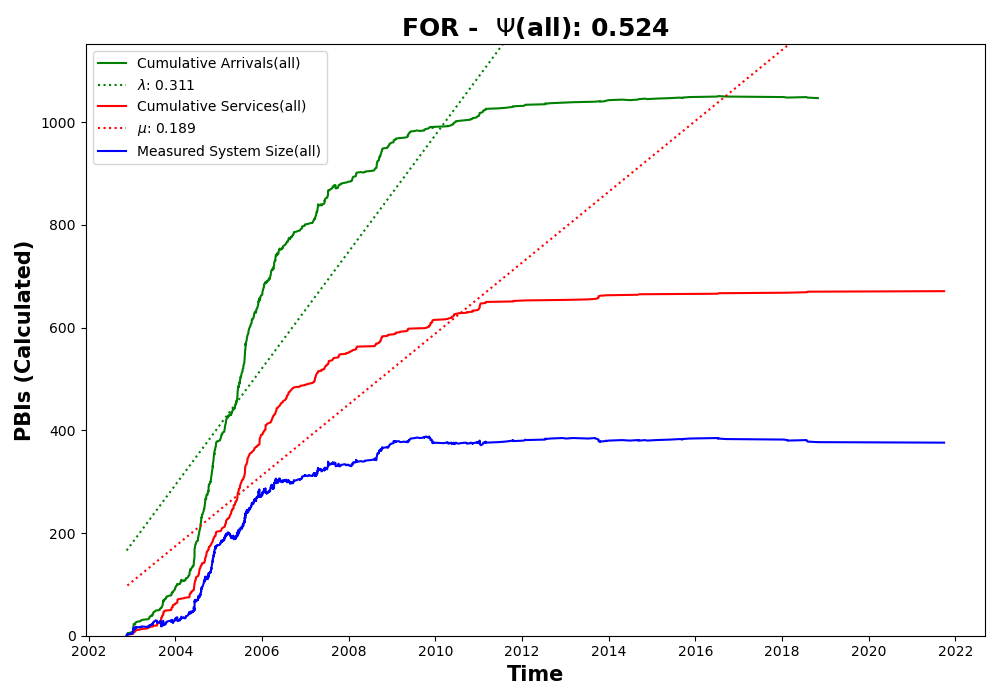 FOR -  Ψ(all): 0.524
Cumulative Arrivals(all)
λ: 0.311
Cumulative Services(all)
μ: 0.189
Measured System Size(all)
PBIs (Calculated)
1000
800
600
400
200
0
2002 2004 2006 2008 2010 2012 2014 2016 2018 2020 2022
Time